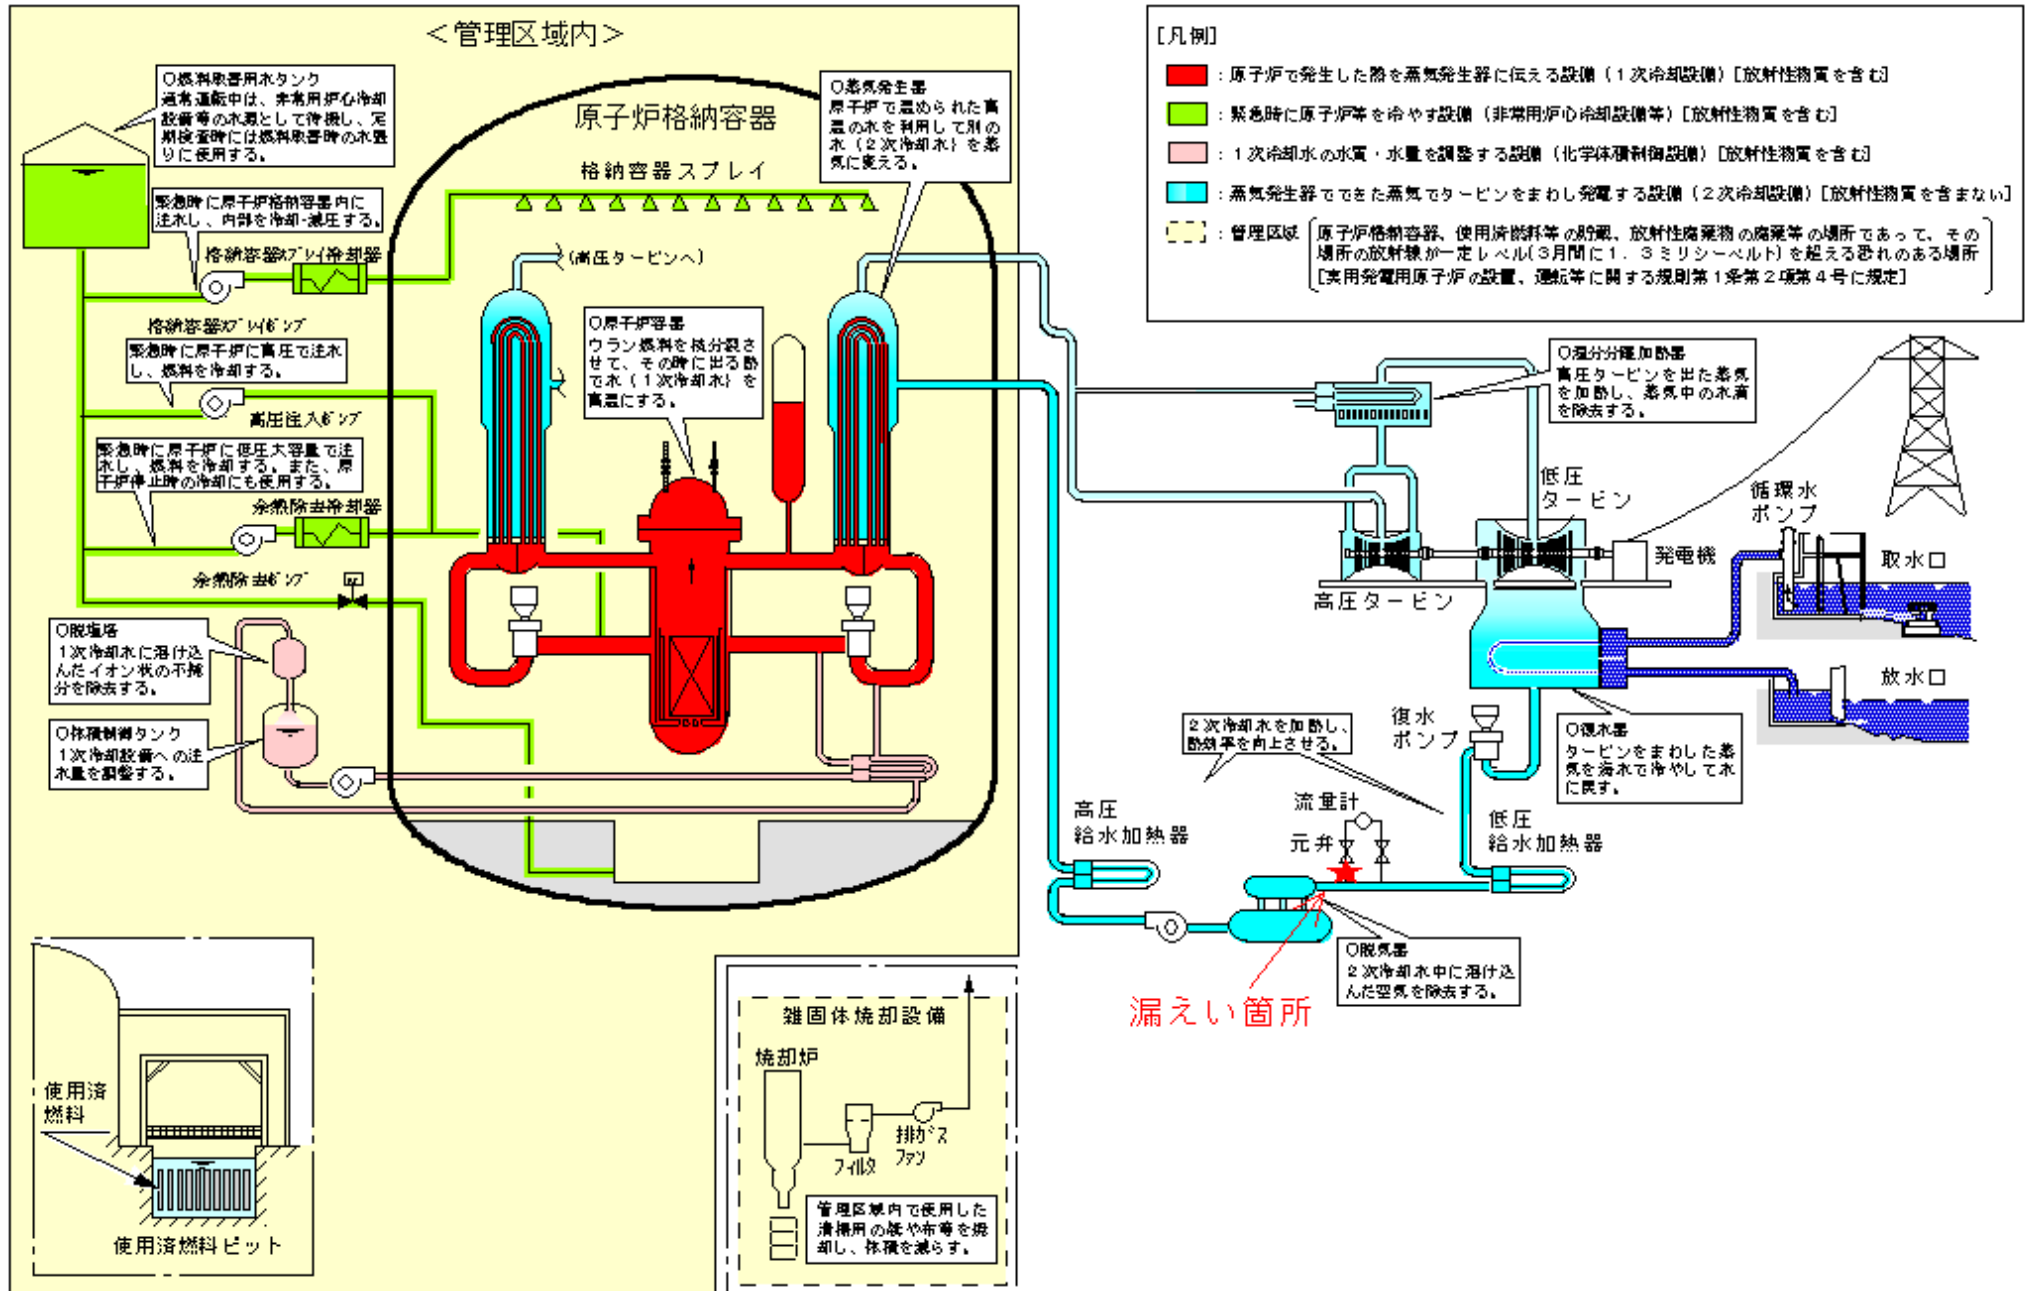 <管理区域内>
○燃料取替用水タンク
通常運転中は、非常用炉心冷却
設備等の水源として待機し、定
期検査時には燃料取替時の水張
りに使用する。
緊急時に原子炉格納容器内に
注水し、内部を冷却・減圧する。
格納容器ｽﾌﾟﾚｲ冷却器
格納容器ｽﾌﾟﾚｲﾎﾟﾝﾌﾟ
緊急時に原子炉に高圧で注水
し、燃料を冷却する。
高圧注入ﾎﾟﾝﾌﾟ
緊急時に原子炉に低圧大容量で注
水し、燃料を冷却する。また、原
子炉停止時の冷却にも使用する。
余熱除去冷却器
余熱除去ﾎﾟﾝﾌﾟ
○脱塩塔
1次冷却水に溶け込
んだイオン状の不純
分を除去する。
○体積制御タンク
1次冷却設備への注
水量を調整する。
原子炉格納容器
格納容器スプレイ
(高圧タービンへ)
○蒸気発生器
原子炉で温められた高
温の水を利用して別の
水(2次冷却水)を蒸
気に変える。
○原子炉容器
ウラン燃料を核分裂さ
せて、その時に出る熱
で水(1次冷却水)を
高温にする。
[凡例]
:原子炉で発生した熱を蒸気発生器に伝える設備(1次冷却設備)[放射性物質を含む]
:緊急時に原子炉等を冷やす設備(非常用炉心冷却設備等)[放射性物質を含む]
:1次冷却水の水質・水量を調整する設備(化学体積制御設備)[放射性物質を含む]
:蒸気発生器でできた蒸気でタービンをまわし発電する設備(2次冷却設備)[放射性物質を含まない]
:管理区域 原子炉格納容器、使用済燃料等の貯蔵、放射性廃棄物の廃棄等の場所であって、その
場所の放射線が一定レベル(3月間に1.3ミリシーベルト)を超える恐れのある場所
[実用発電用原子炉の設置、運転等に関する規則第1条第2項第4号に規定]
○湿分分離加熱器
高圧タービンを出た蒸気
を加熱し、蒸気中の水滴
を除去する。
低圧
タービン
高圧タービン
発電機
循環水
ポンプ
取水口
放水口
復水
ポンプ
○復水器
タービンをまわした蒸
気を海水で冷やして水
に戻す。
2次冷却水を加熱し、
熱効率を向上させる。
高圧
給水加熱器
流量計
元弁
低圧
給水加熱器
○脱気器
2次冷却水中に溶け込
んだ空気を除去する。
漏えい箇所
使用済
燃料
使用済燃料ピット
雑固体焼却設備
焼却炉
フィルタ
排ｶﾞｽ
ﾌｧﾝ
管理区域内で使用した
清掃用の紙や布等を焼
却し、体積を減らす。